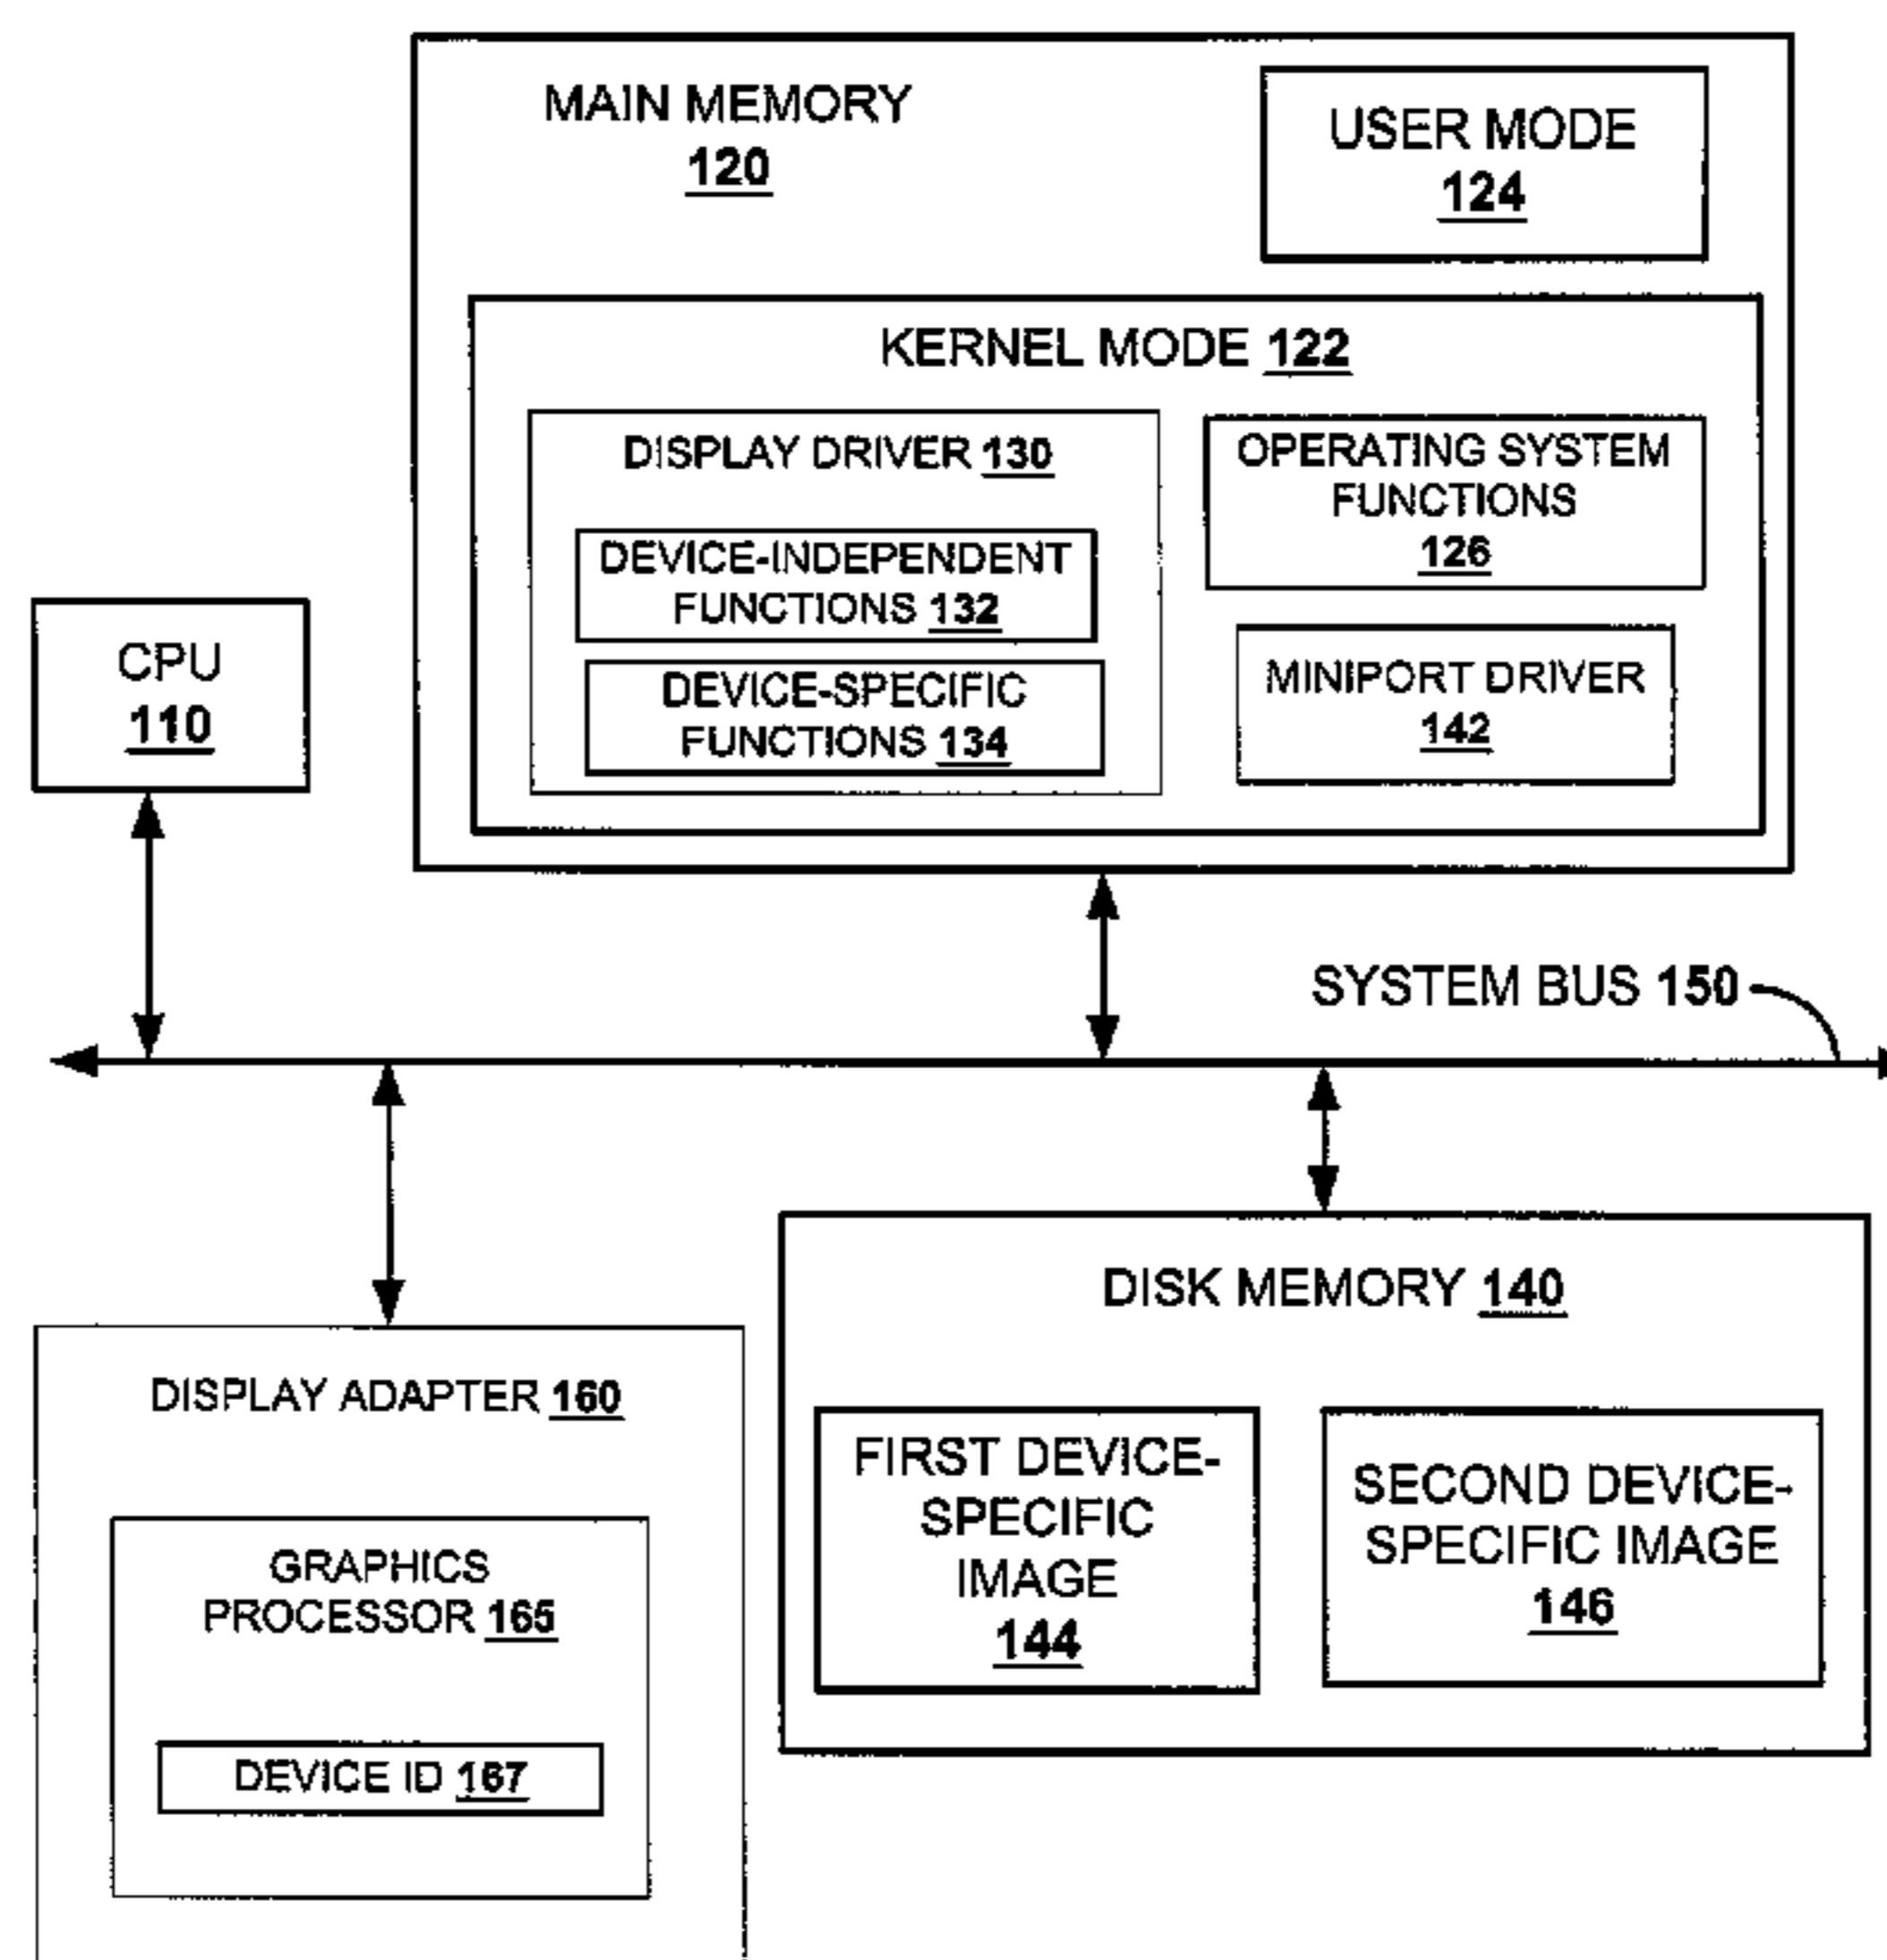 MAIN MEMORY
120
USER MODE
124
KERNEL MODE 122
DISPLAY DRIVER 130
DEVICE-INDEPENDENT
FUNCTIONS 132
DEVICE-SPECIFIC
FUNCTIONS 134
OPERATING SYSTEM
FUNCTIONS
126
MINIPORT DRIVER
142
CPU
110
SYSTEM BUS 150
DISK MEMORY 140
FIRST DEVICE-
SPECIFIC
IMAGE
144
SECOND DEVICE-
SPECIFIC IMAGE
146
DISPLAY ADAPTER 160
GRAPHICS
PROCESSOR 165
DEVICE ID 167